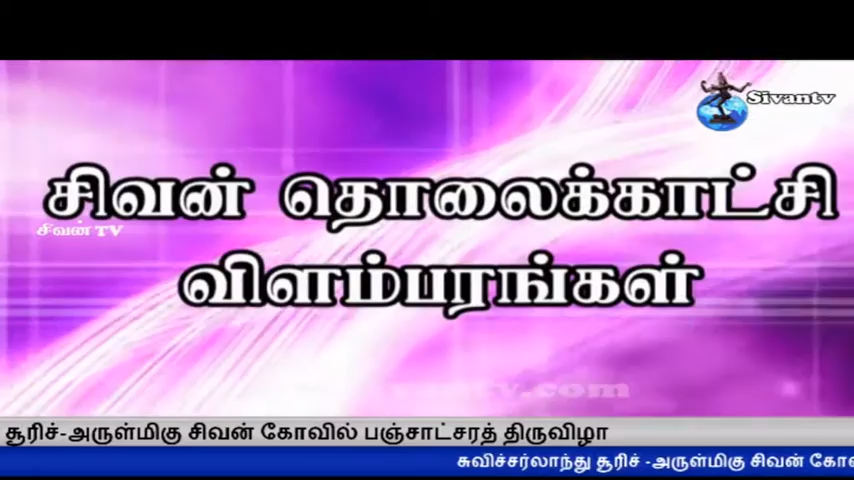 Sivantv
சிவன் தொலைக்காட்சி
சிவன் TV
விளம்பரங்கள்
சூரிச்-அருள்மிகு சிவன் கோவில் பஞ்சாட்சரத் திருவிழா
சுவிச்சர்லாந்து சூரிச் -அருள்மிகு சிவன்